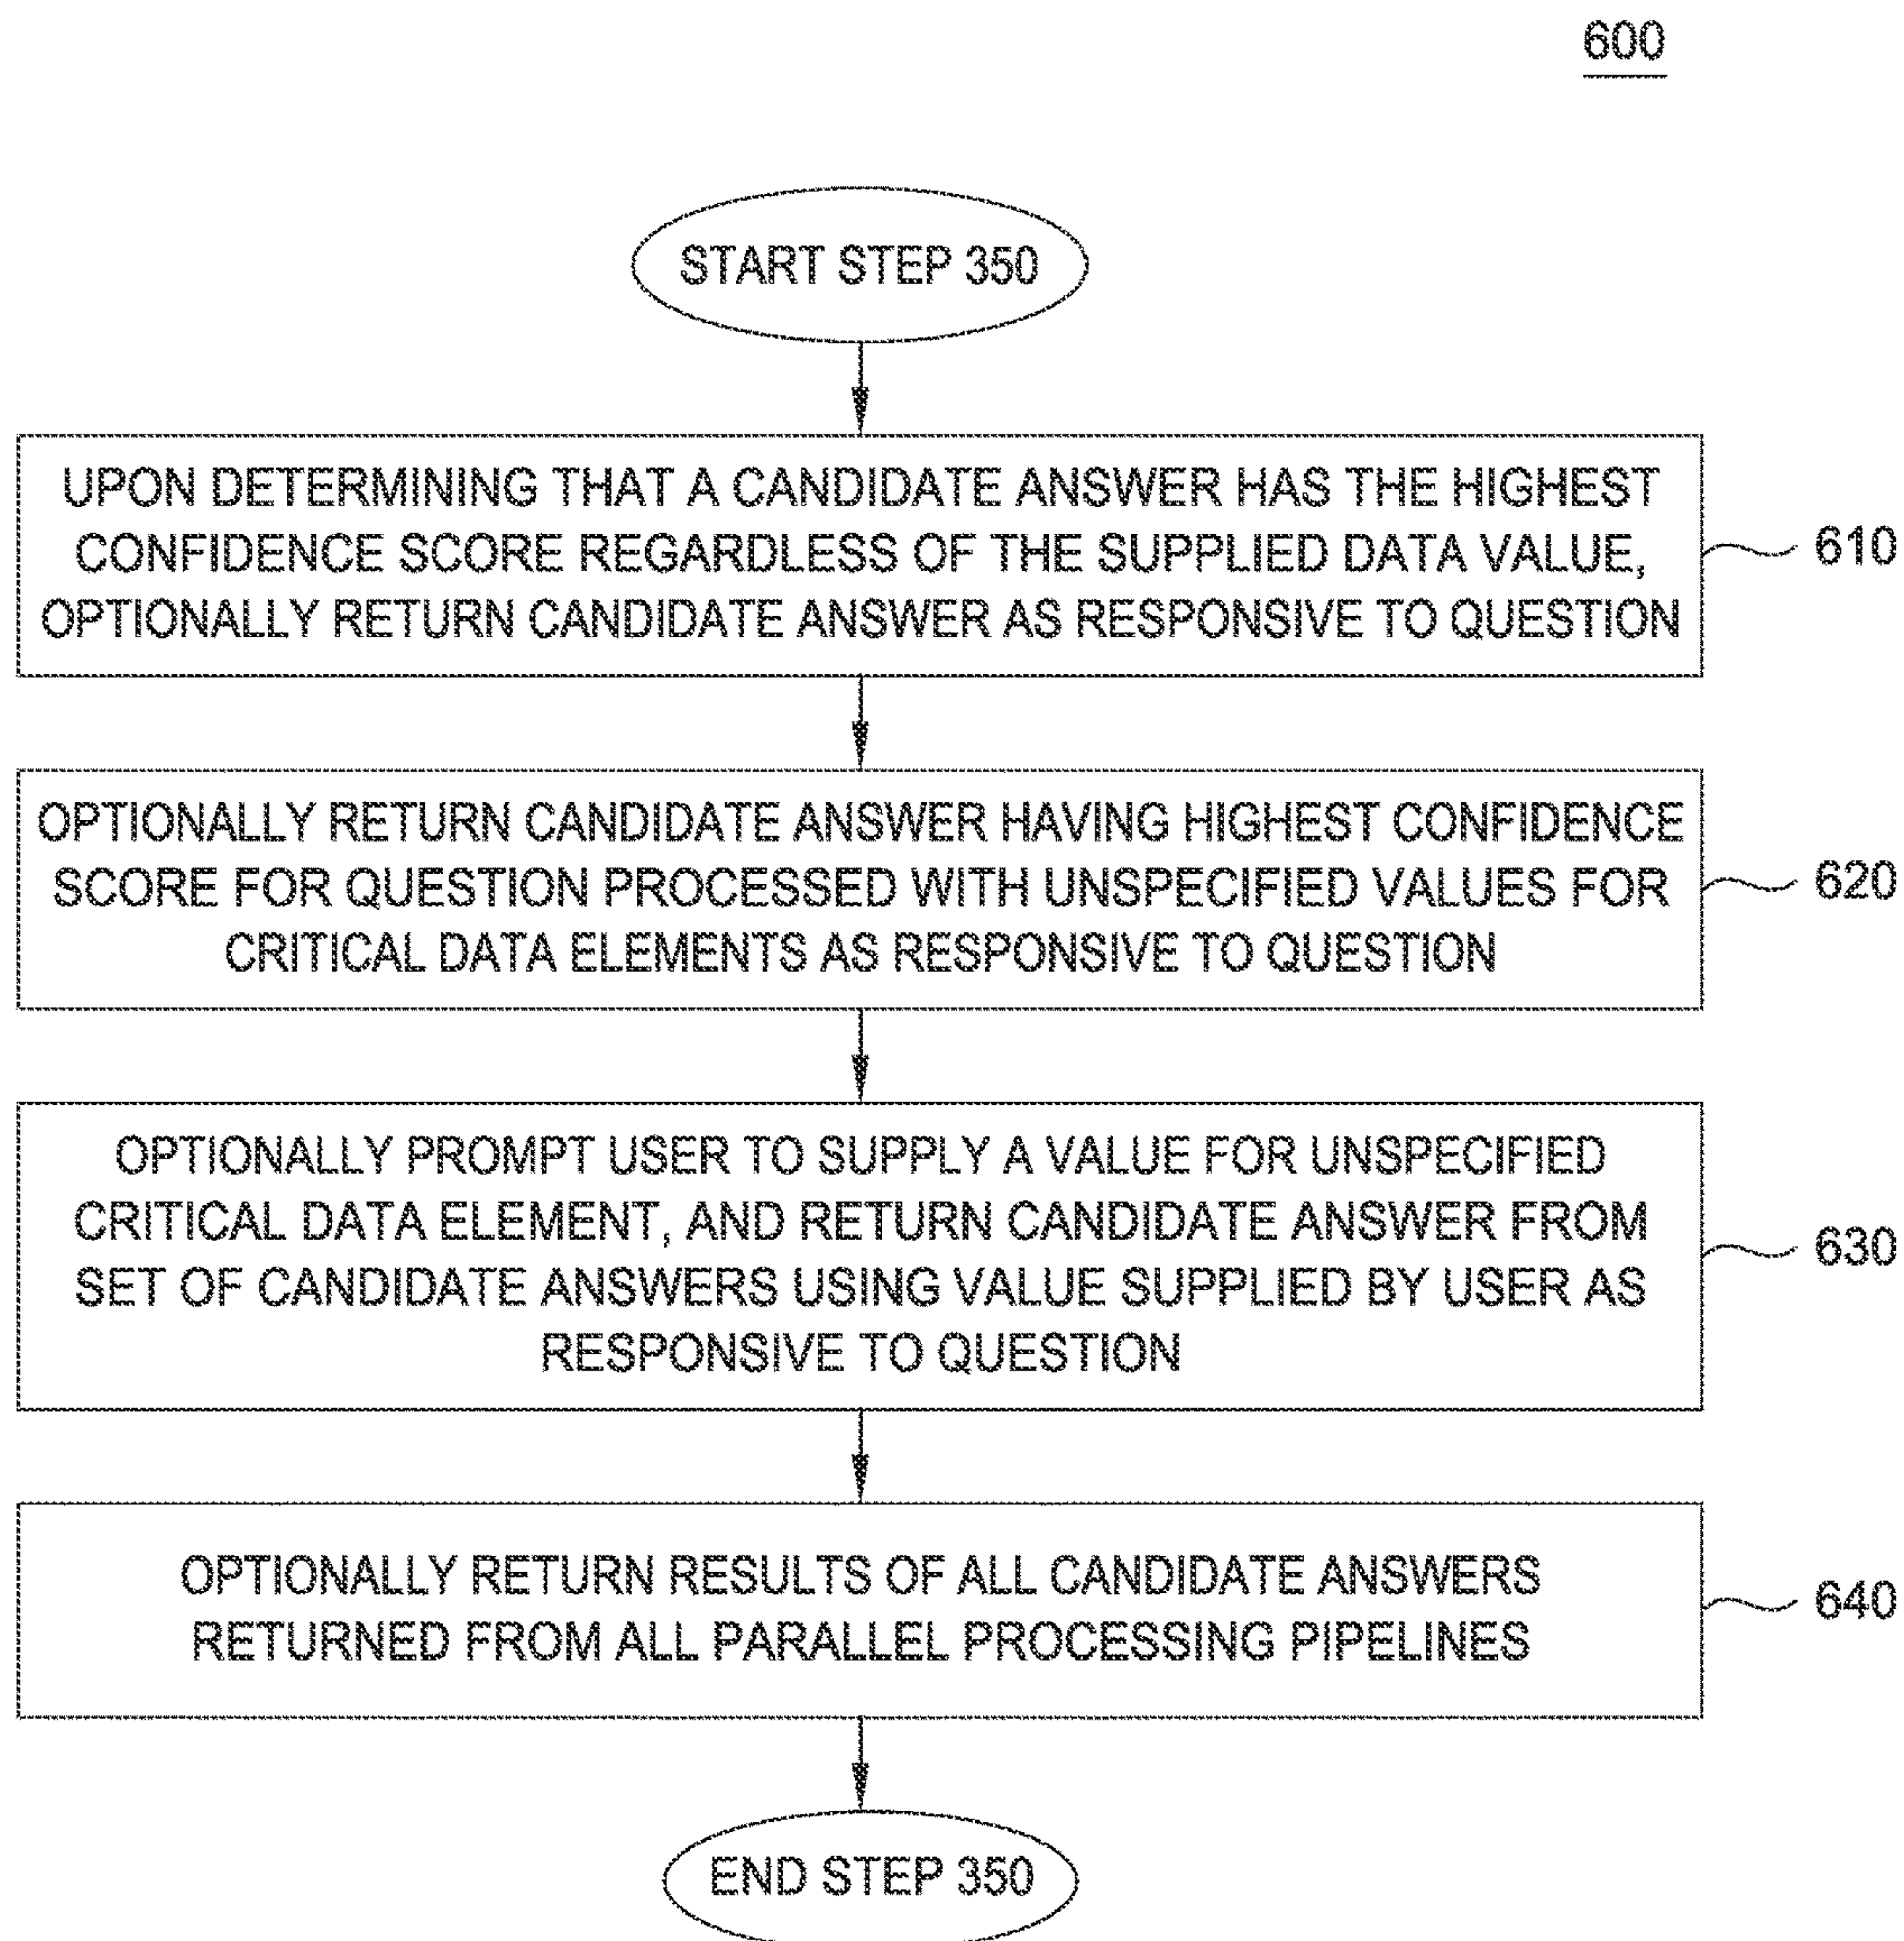 600
START STEP 350
UPON DETERMINING THAT A CANDIDATE ANSWER HAS THE HIGHEST
CONFIDENCE SCORE REGARDLESS OF THE SUPPLIED DATA VALUE,
OPTIONALLY RETURN CANDIDATE ANSWER AS RESPONSIVE TO QUESTION
610
OPTIONALLY RETURN CANDIDATE ANSWER HAVING HIGHEST CONFIDENCE
SCORE FOR QUESTION PROCESSED WITH UNSPECIFIED VALUES FOR
CRITICAL DATA ELEMENTS AS RESPONSIVE TO QUESTION
620
OPTIONALLY PROMPT USER TO SUPPLY A VALUE FOR UNSPECIFIED
CRITICAL DATA ELEMENT, AND RETURN CANDIDATE ANSWER FROM
SET OF CANDIDATE ANSWERS USING VALUE SUPPLIED BY USER AS
RESPONSIVE TO QUESTION
630
OPTIONALLY RETURN RESULTS OF ALL CANDIDATE ANSWERS
RETURNED FROM ALL PARALLEL PROCESSING PIPELINES
640
END STEP 350